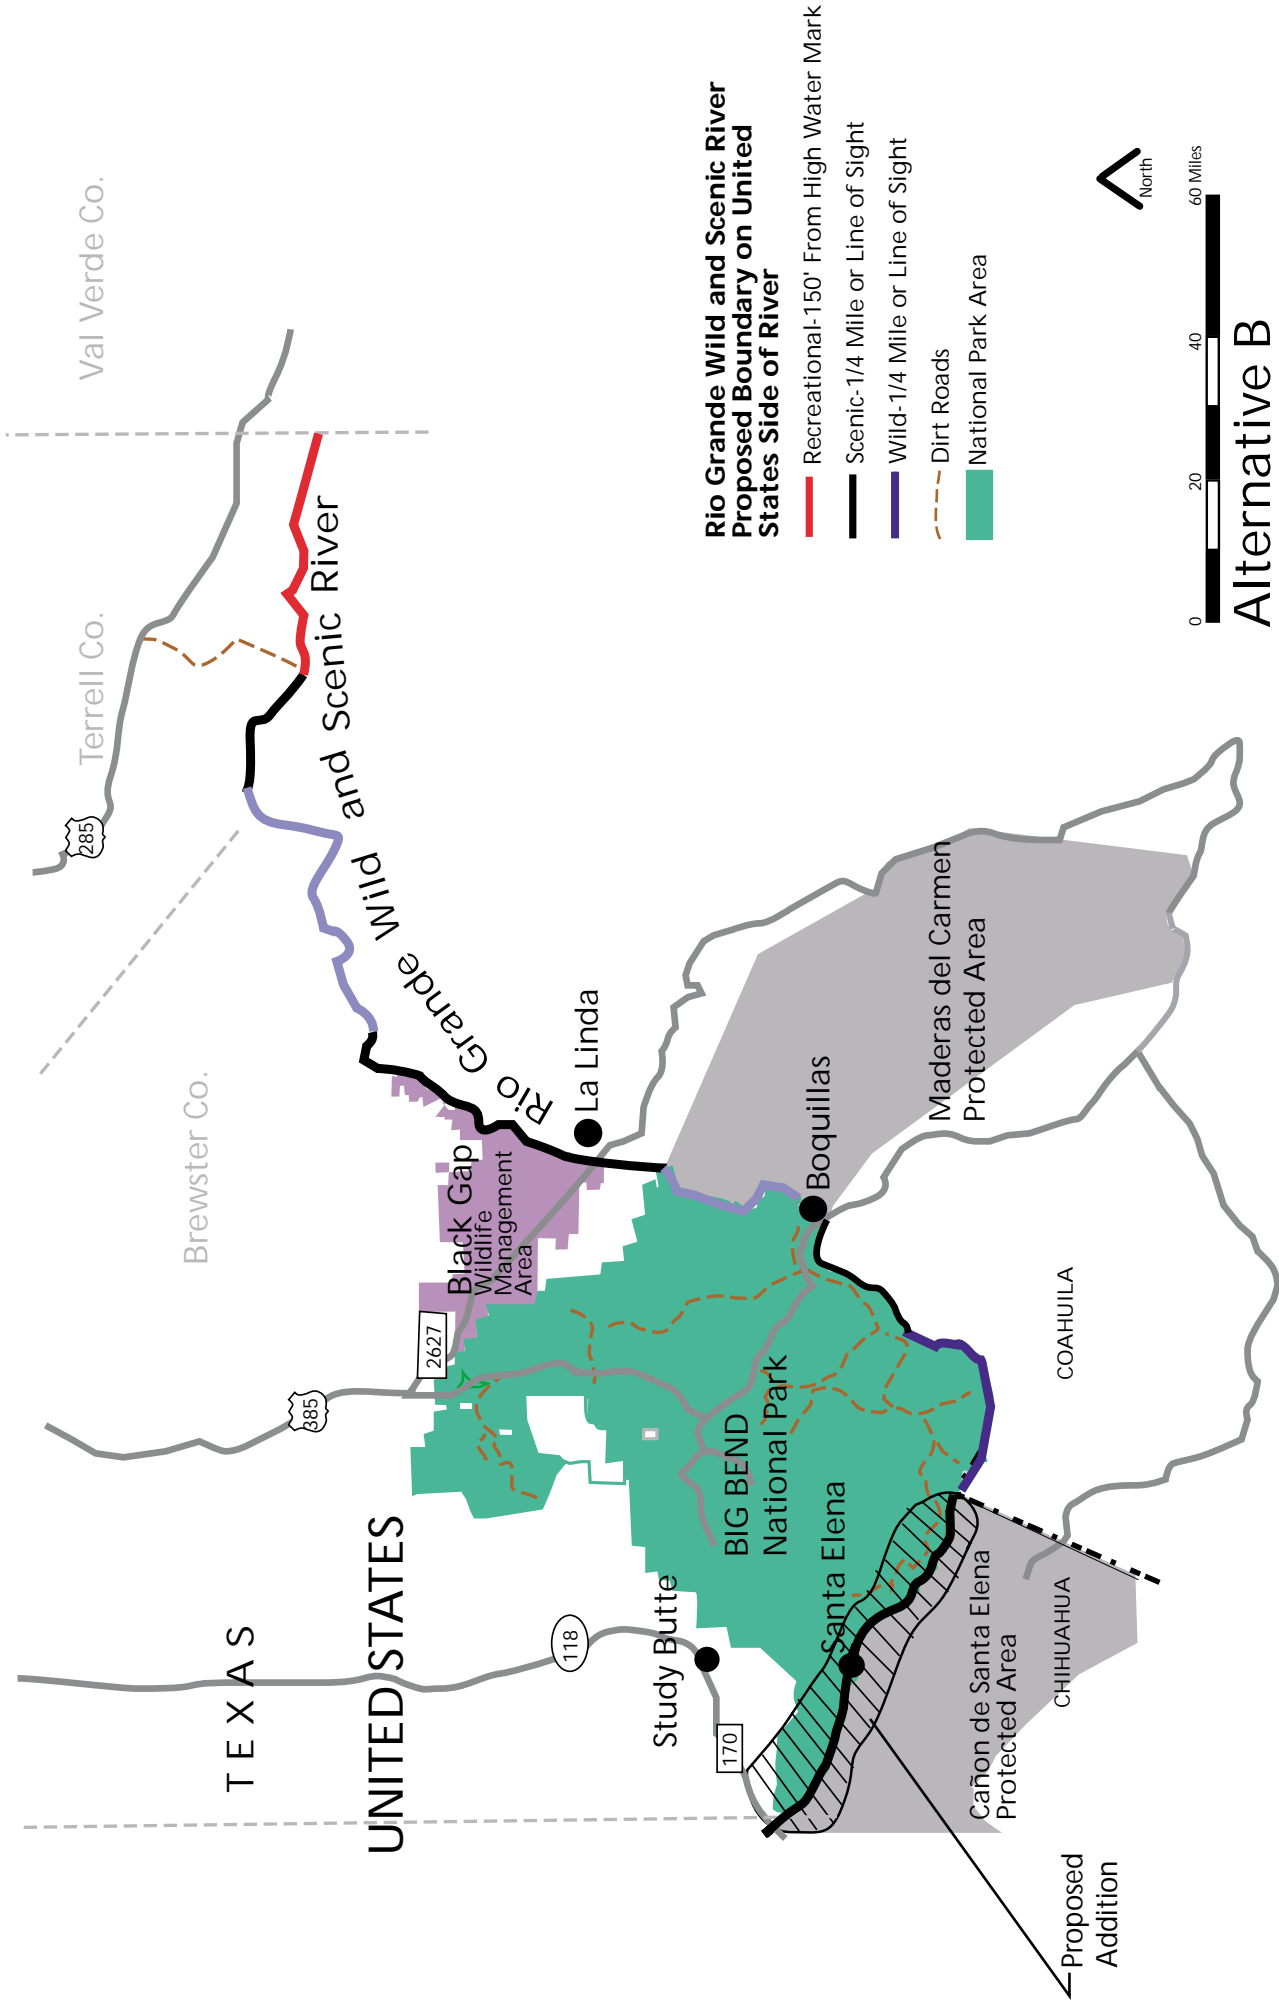 Val Verde Co.
Terrell Co.
Brewster Co.
285
385
2627
118
170
TEXAS
UNITED STATES
Rio Grande Wild and Scenic River
Black Gap
Wildlife
Management
Area
La Linda
Boquillas
Maderas del Carmen
Protected Area
BIG BEND
National Park
Study Butte
Santa Elena
Cañon de Santa Elena
Protected Area
CHIHUAHUA
COAHUILA
Proposed
Addition
Rio Grande Wild and Scenic River
Proposed Boundary on United
States Side of River
Recreational-150' From High Water Mark
Scenic-1/4 Mile or Line of Sight
Wild-1/4 Mile or Line of Sight
Dirt Roads
National Park Area
North
0 20 40 60 Miles
Alternative B